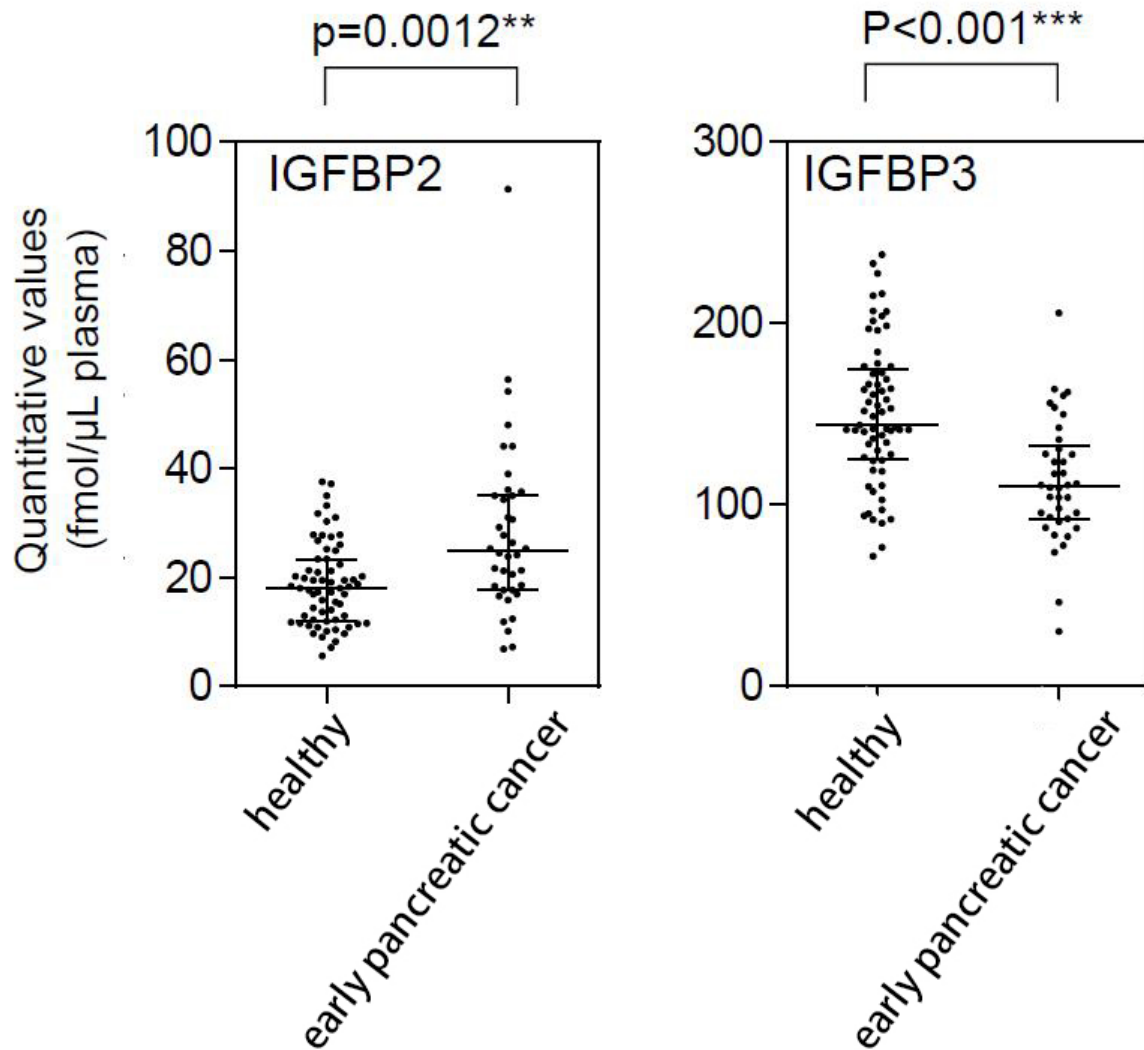 p=0.0012**
P<0.001***
Quantitative values
(fmol/µL plasma)
100
80
60
40
20
0
IGFBP2
healthy
early pancreatic cancer
300
200
100
0
IGFBP3
healthy
early pancreatic cancer